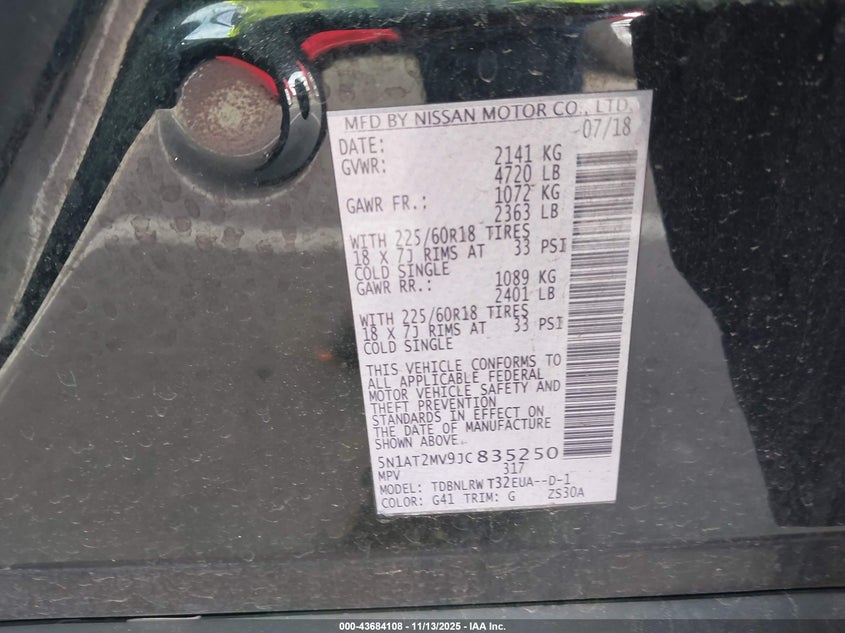 MFD BY NISSAN MOTOR CO., LTD.
DATE: 07/18
GVWR: 2141 KG
4720 LB
GAWR FR.: 1072 KG
2363 LB
WITH 225/60R18 TIRES
18 X 7J RIMS AT 33 PSI
COLD SINGLE
GAWR RR.: 1089 KG
2401 LB
WITH 225/60R18 TIRES
18 X 7J RIMS AT 33 PSI
COLD SINGLE
THIS VEHICLE CONFORMS TO
ALL APPLICABLE FEDERAL
MOTOR VEHICLE SAFETY AND
THEFT PREVENTION
STANDARDS IN EFFECT ON
THE DATE OF MANUFACTURE
SHOWN ABOVE.
5N1AT2MV9JC835250
MPV 317
MODEL: TDBNLRWT32EUA--D-1
COLOR: G41 TRIM: G ZS30A
000-43684108 - 11/13/2025 - IAA Inc.